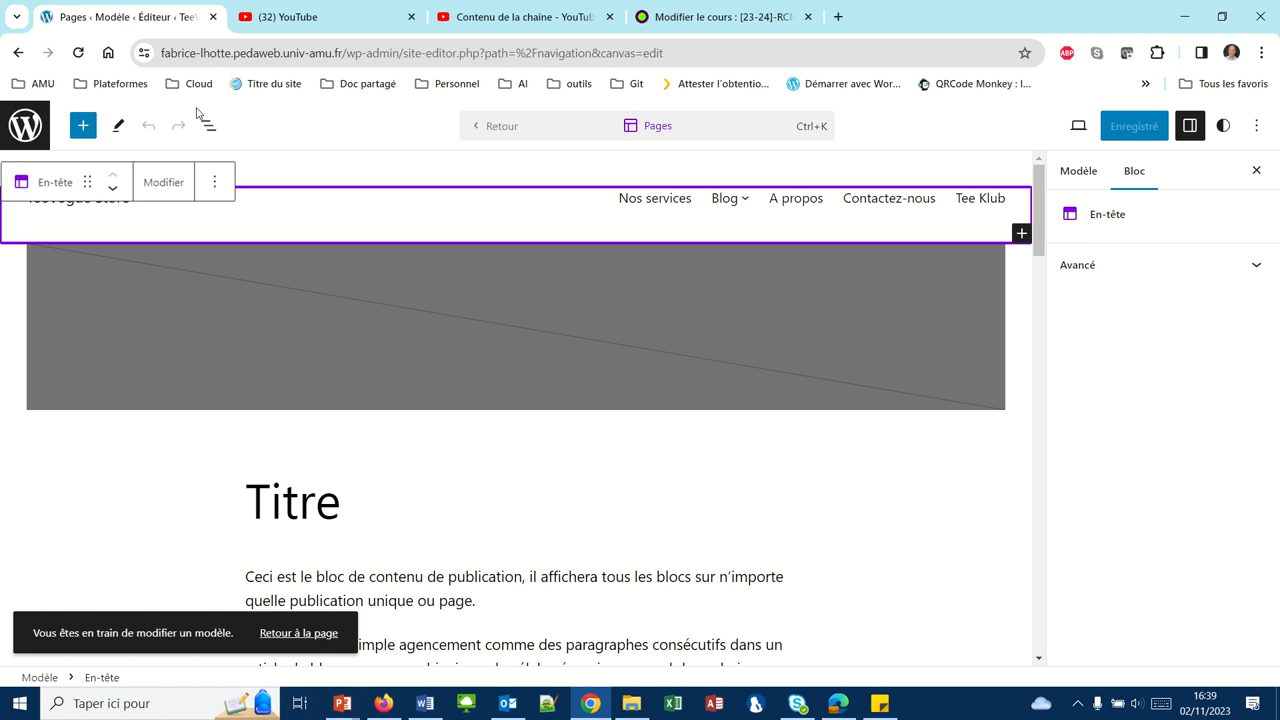 Pages ‹ Modèle ‹ Éditeur ‹ Tee
(32) YouTube
Contenu de la chaîne - YouTub
Modifier le cours : [23-24]-RCM
fabrice-lhotte.pedaweb.univ-amu.fr/wp-admin/site-editor.php?path=%2Fnavigation&canvas=edit
AMU
Plateformes
Cloud
Titre du site
Doc partagé
Personnel
AI
outils
Git
Attester l'obtentio...
Démarrer avec Wor...
QRCode Monkey : l...
»
Tous les favoris
Retour
Pages
Ctrl+K
Enregistré
En-tête
Modifier
Nos services
Blog
A propos
Contactez-nous
Tee Klub
Modèle
Bloc
En-tête
Avancé
Titre
Ceci est le bloc de contenu de publication, il affichera tous les blocs sur n'importe
quelle publication unique ou page.
imple agencement comme des paragraphes consécutifs dans un
Vous êtes en train de modifier un modèle.
Retour à la page
Modèle
En-tête
Taper ici pour
16:39
02/11/2023